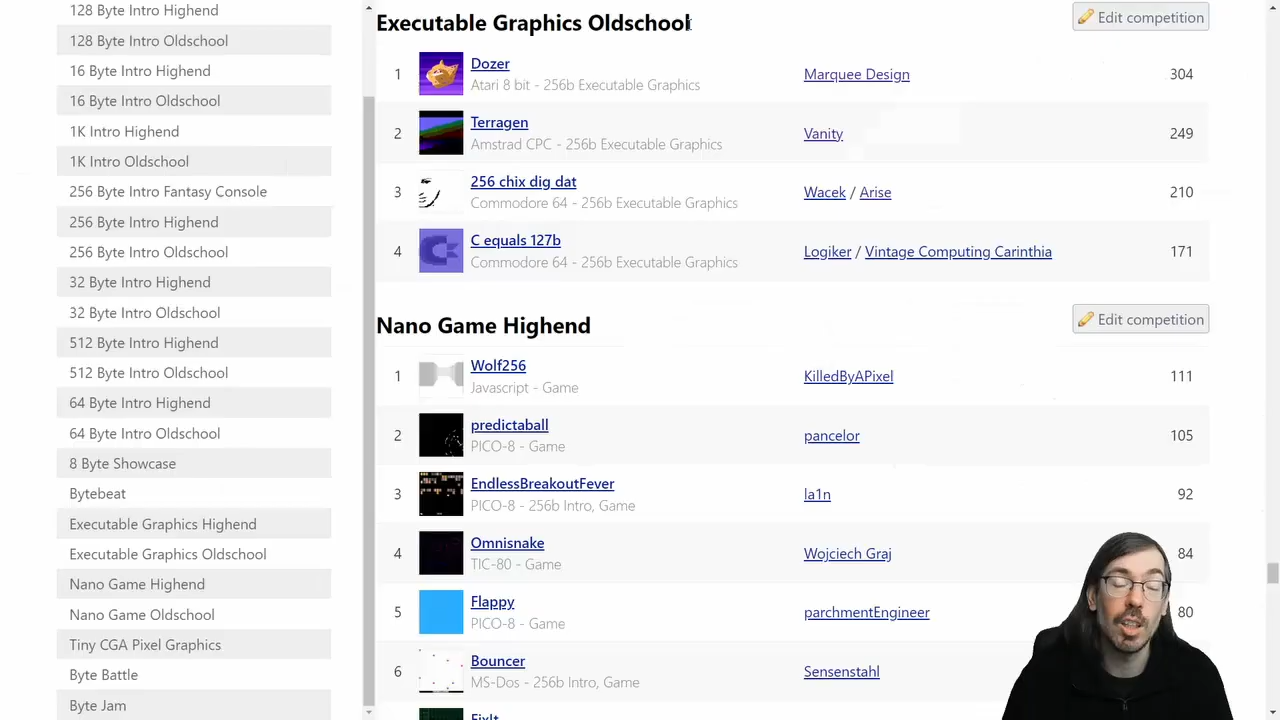 128 Byte Intro Highend
128 Byte Intro Oldschool
16 Byte Intro Highend
16 Byte Intro Oldschool
1K Intro Highend
1K Intro Oldschool
256 Byte Intro Fantasy Console
256 Byte Intro Highend
256 Byte Intro Oldschool
32 Byte Intro Highend
32 Byte Intro Oldschool
512 Byte Intro Highend
512 Byte Intro Oldschool
64 Byte Intro Highend
64 Byte Intro Oldschool
8 Byte Showcase
Bytebeat
Executable Graphics Highend
Executable Graphics Oldschool
Nano Game Highend
Nano Game Oldschool
Tiny CGA Pixel Graphics
Byte Battle
Byte Jam
Executable Graphics Oldschool Edit competition
1 Dozer Marquee Design 304
Atari 8 bit - 256b Executable Graphics
2 Terragen Vanity 249
Amstrad CPC - 256b Executable Graphics
3 256 chix dig dat Wacek / Arise 210
Commodore 64 - 256b Executable Graphics
4 C equals 127b Logiker / Vintage Computing Carinthia 171
Commodore 64 - 256b Executable Graphics
Nano Game Highend Edit competition
1 Wolf256 KilledByAPixel 111
Javascript - Game
2 predictaball pancelor 105
PICO-8 - Game
3 EndlessBreakoutFever la1n 92
PICO-8 - 256b Intro, Game
4 Omnisnake Wojciech Graj
TIC-80 - Game
5 Flappy parchmentEngineer 80
PICO-8 - Game
6 Bouncer Sensenstahl
MS-Dos - 256b Intro, Game